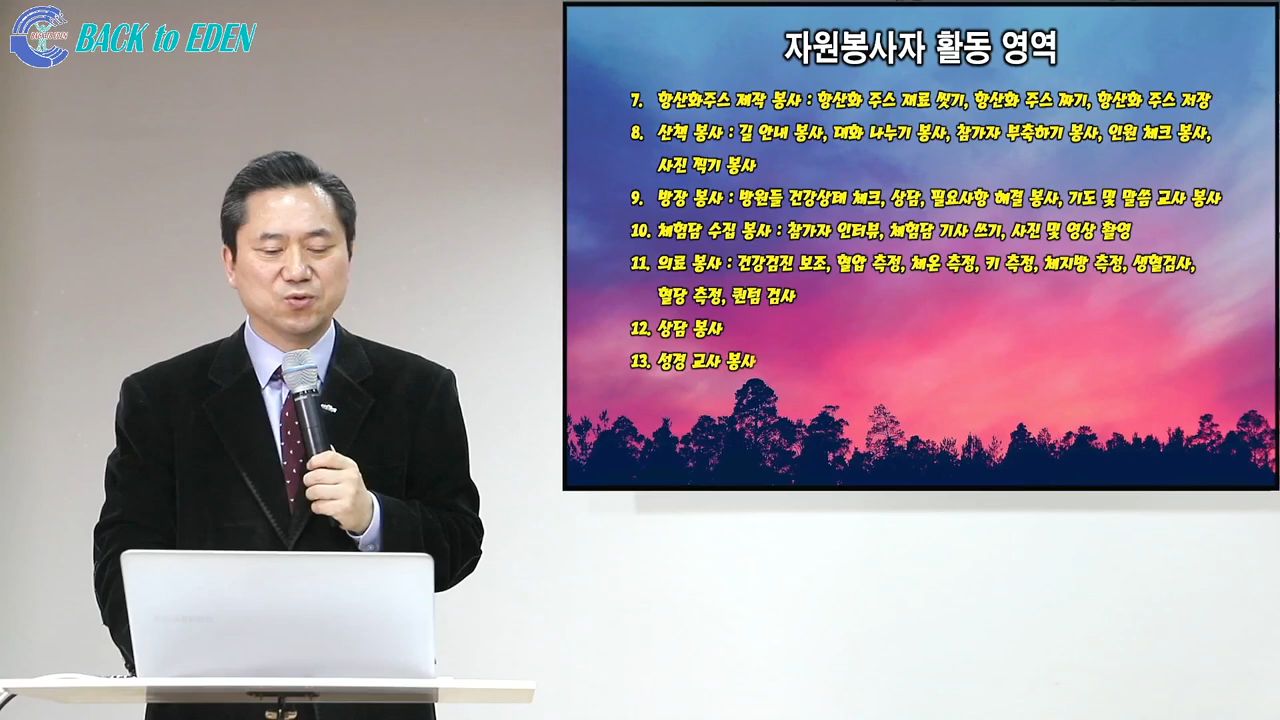 BACK to EDEN
자원봉사자 활동 영역
7. 항산화주스 제작 봉사 : 항산화 주스 재료 씻기, 항산화 주스 짜기, 항산화 주스 저장
8. 산책 봉사 : 길 안내 봉사, 대화 나누기 봉사, 참가자 부축하기 봉사, 인원 체크 봉사,
사진 찍기 봉사
9. 방장 봉사 : 방원들 건강상태 체크, 상담, 필요사항 해결 봉사, 기도 및 말씀 교사 봉사
10. 체험담 수집 봉사 : 참가자 인터뷰, 체험담 기사 쓰기, 사진 및 영상 촬영
11. 의료 봉사 : 건강검진 보조, 혈압 측정, 체온 측정, 키 측정, 체지방 측정, 생혈검사,
혈당 측정, 퀀텀 검사
12. 상담 봉사
13. 성경 교사 봉사